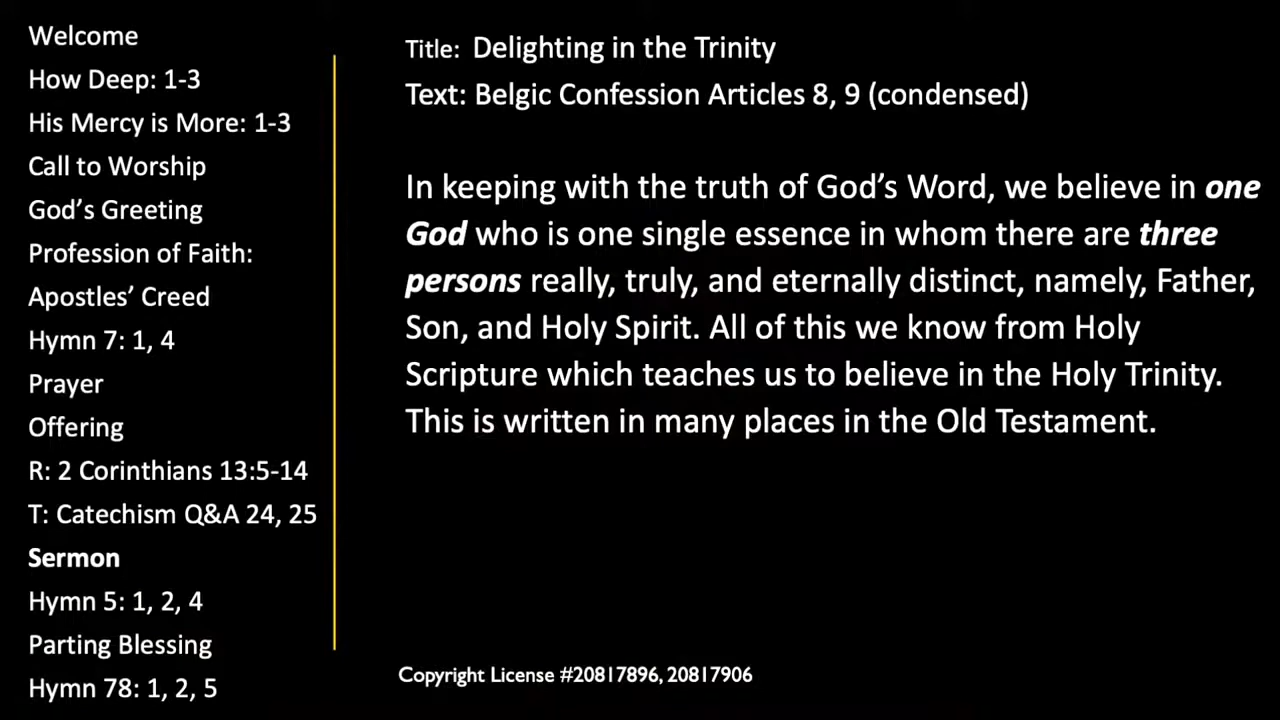 Welcome
How Deep: 1-3
His Mercy is More: 1-3
Call to Worship
God’s Greeting
Profession of Faith:
Apostles’ Creed
Hymn 7: 1, 4
Prayer
Offering
R: 2 Corinthians 13:5-14
T: Catechism Q&A 24, 25
Sermon
Hymn 5: 1, 2, 4
Parting Blessing
Hymn 78: 1, 2, 5
Title: Delighting in the Trinity
Text: Belgic Confession Articles 8, 9 (condensed)
In keeping with the truth of God’s Word, we believe in one
God who is one single essence in whom there are three
persons really, truly, and eternally distinct, namely, Father,
Son, and Holy Spirit. All of this we know from Holy
Scripture which teaches us to believe in the Holy Trinity.
This is written in many places in the Old Testament.
Copyright License #20817896, 20817906